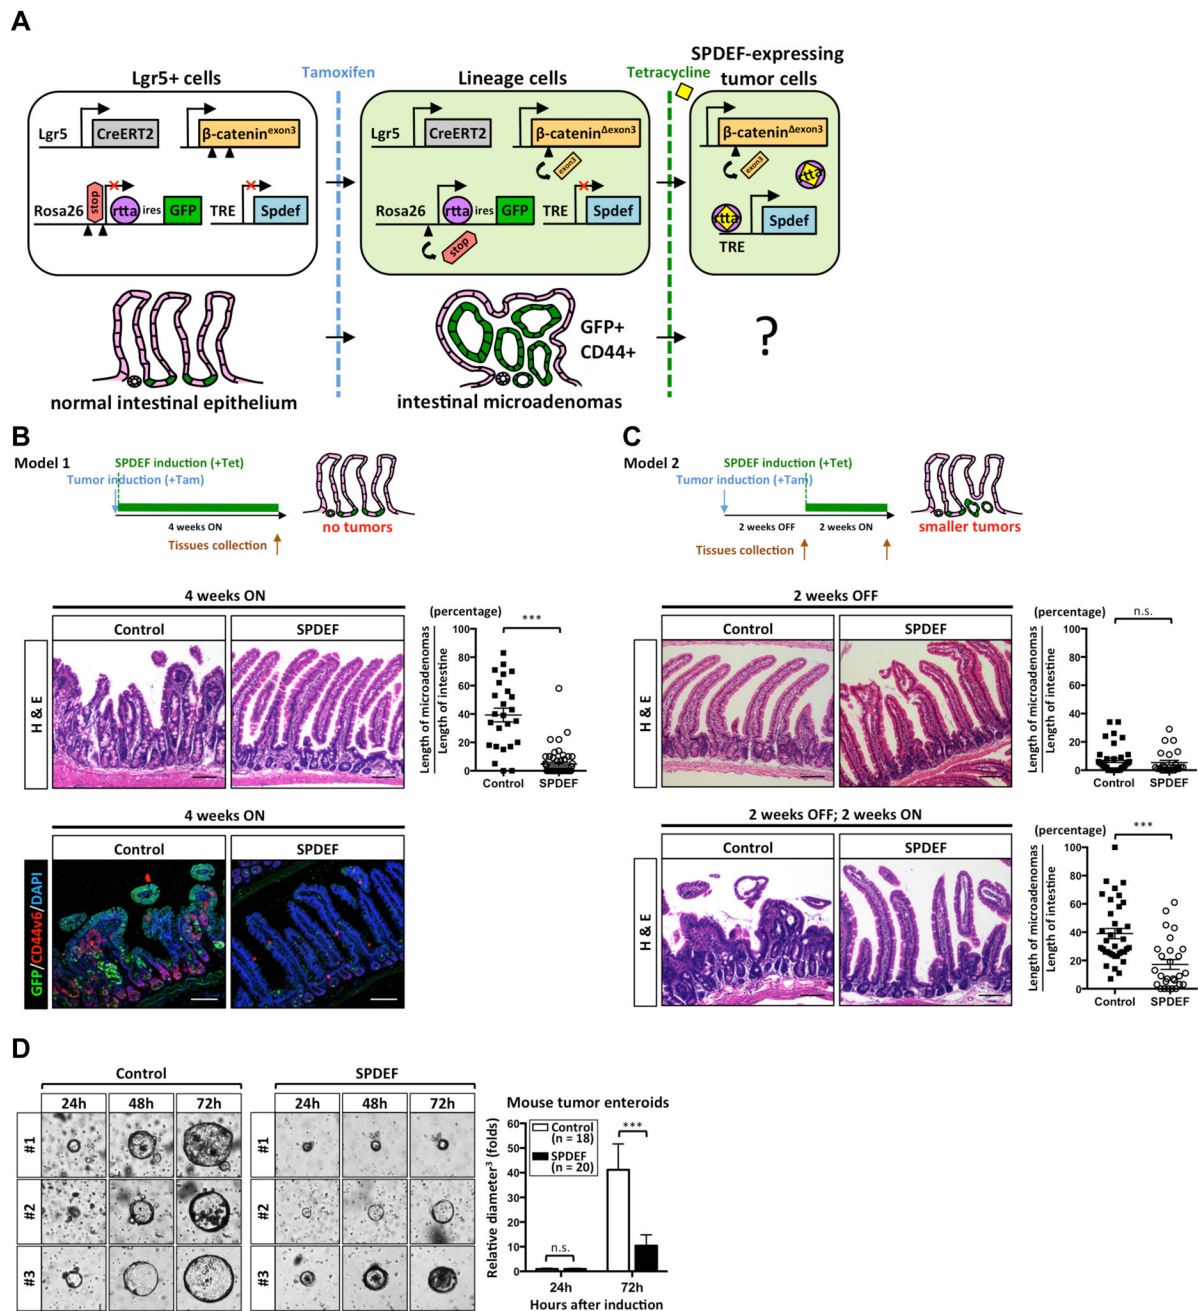 A
Lgr5+ cells
Tamoxifen
Lineage cells
Tetracycline
SPDEF-expressing
tumor cells
Lgr5
CreERT2
β-catenin^exon3
Lgr5
CreERT2
β-catenin^Δexon3
exon3
β-catenin^Δexon3
exon3
Rosa26
stop
rtta
ires
GFP
TRE
Spdef
Rosa26
rtta
ires
GFP
TRE
Spdef
stop
rtta
rtta
Spdef
TRE
GFP+
CD44+
?
normal intestinal epithelium
intestinal microadenomas
B
Model 1
SPDEF induction (+Tet)
Tumor induction (+Tam)
4 weeks ON
Tissues collection
no tumors
4 weeks ON
Control
SPDEF
H & E
(percentage)
Length of microadenomas
Length of intestine
100
80
60
40
20
0
***
Control
SPDEF
4 weeks ON
Control
SPDEF
GFP/CD44v6/DAPI
C
Model 2
SPDEF induction (+Tet)
Tumor induction (+Tam)
2 weeks OFF
2 weeks ON
Tissues collection
smaller tumors
2 weeks OFF
Control
SPDEF
H & E
(percentage)
Length of microadenomas
Length of intestine
100
80
60
40
20
0
n.s.
Control
SPDEF
2 weeks OFF; 2 weeks ON
Control
SPDEF
H & E
(percentage)
Length of microadenomas
Length of intestine
100
80
60
40
20
0
***
Control
SPDEF
D
Control
SPDEF
24h
48h
72h
24h
48h
72h
#1
#2
#3
#1
#2
#3
Mouse tumor enteroids
Relative diameter³ (folds)
60
50
40
30
20
10
0
Control
(n = 18)
SPDEF
(n = 20)
***
n.s.
24h
72h
Hours after induction